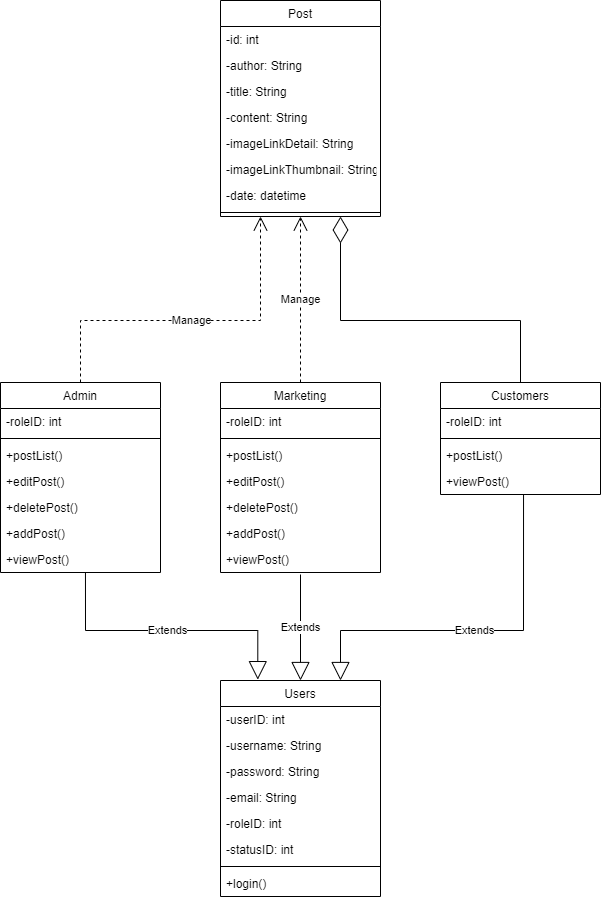 Post
-id: int
-author: String
-title: String
-content: String
-imageLinkDetail: String
-imageLinkThumbnail: String
-date: datetime
Manage
Manage
Admin
-roleID: int
+postList()
+editPost()
+deletePost()
+addPost()
+viewPost()
Marketing
-roleID: int
+postList()
+editPost()
+deletePost()
+addPost()
+viewPost()
Customers
-roleID: int
+postList()
+viewPost()
Extends
Extends
Extends
Users
-userID: int
-username: String
-password: String
-email: String
-roleID: int
-statusID: int
+login()